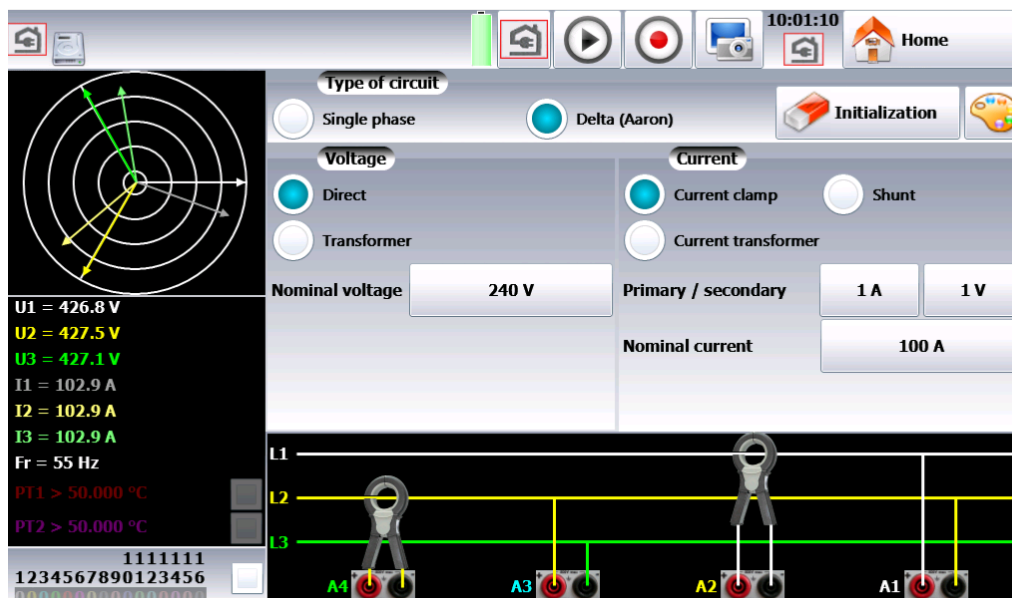 10:01:10
Home
Type of circuit
Single phase
Delta (Aaron)
Initialization
Voltage
Current
Direct
Current clamp
Shunt
Transformer
Current transformer
Nominal voltage
240 V
Primary / secondary
1 A
1 V
Nominal current
100 A
U1 = 426.8 V
U2 = 427.5 V
U3 = 427.1 V
I1 = 102.9 A
I2 = 102.9 A
I3 = 102.9 A
Fr = 55 Hz
PT1 > 50.000 °C
PT2 > 50.000 °C
1111111
1234567890123456
L1
L2
L3
A4
A3
A2
A1